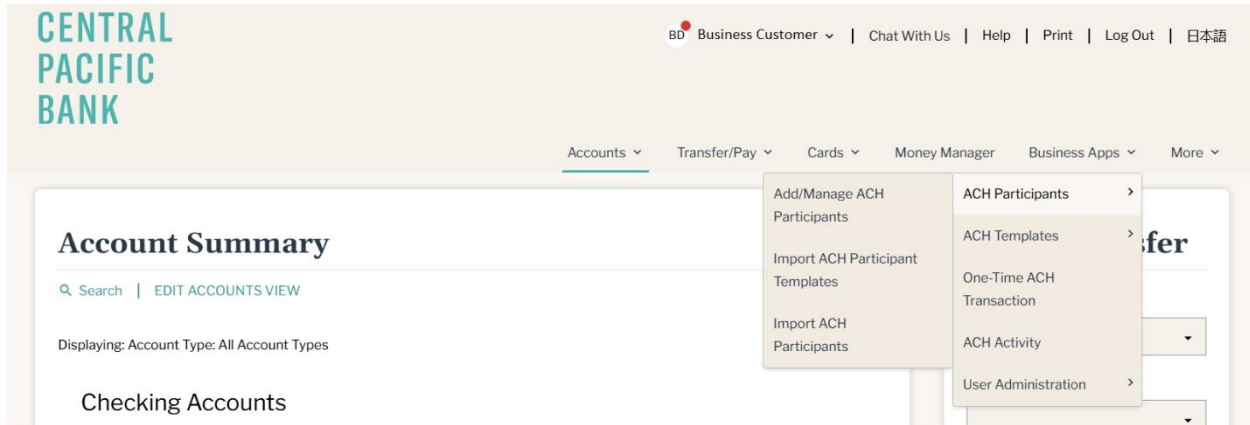 CENTRAL
PACIFIC
BANK
BD Business Customer | Chat With Us | Help | Print | Log Out | 日本語
Accounts Transfer/Pay Cards Money Manager Business Apps More
Add/Manage ACH
Participants
Import ACH Participant
Templates
Import ACH
Participants
ACH Participants
ACH Templates
One-Time ACH
Transaction
ACH Activity
User Administration
Account Summary
Search | EDIT ACCOUNTS VIEW
Displaying: Account Type: All Account Types
Checking Accounts
sfer